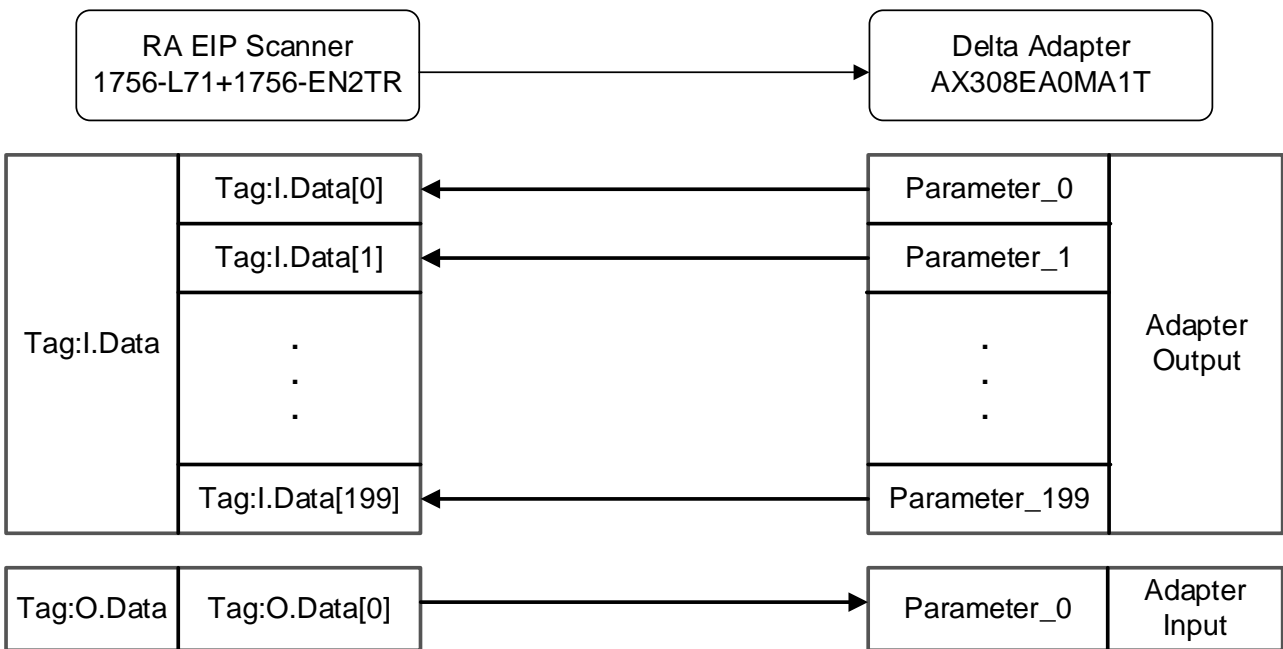 RA EIP Scanner
1756-L71+1756-EN2TR
Delta Adapter
AX308EA0MA1T
Tag:I.Data
Tag:I.Data[0]
Parameter_0
Tag:I.Data[1]
Parameter_1
.
.
.
.
.
.
Tag:I.Data[199]
Parameter_199
Adapter
Output
Tag:O.Data
Tag:O.Data[0]
Parameter_0
Adapter
Input